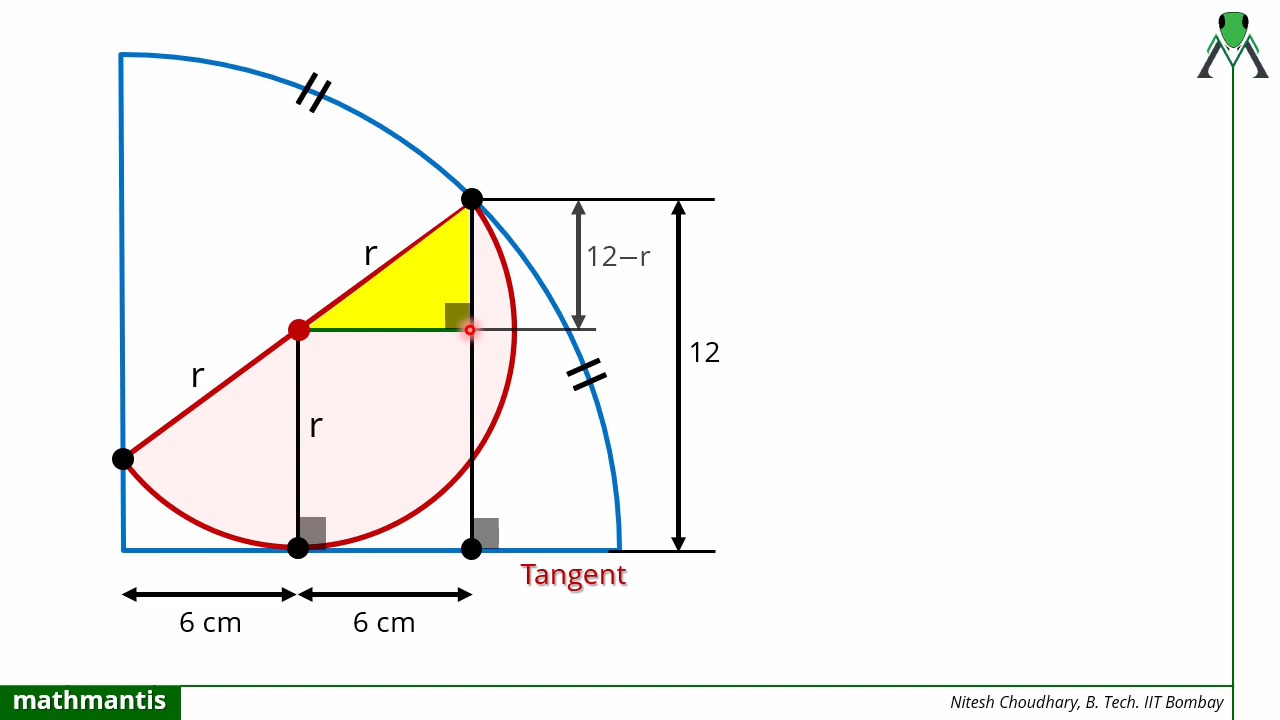 r
12−r
12
r
r
Tangent
6 cm
6 cm
mathmantis
Nitesh Choudhary, B. Tech. IIT Bombay